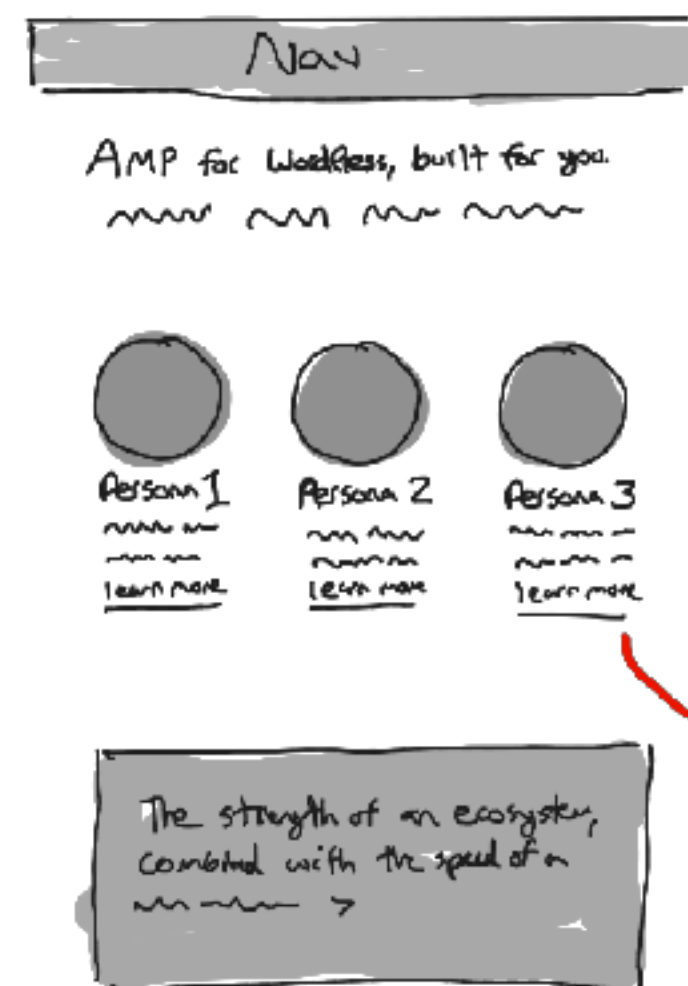 Nav
AMP for WordPress, built for you.
Persona 1 Persona 2 Persona 3
learn more learn more learn more
The strength of an ecosystem,
combined with the speed of a
>